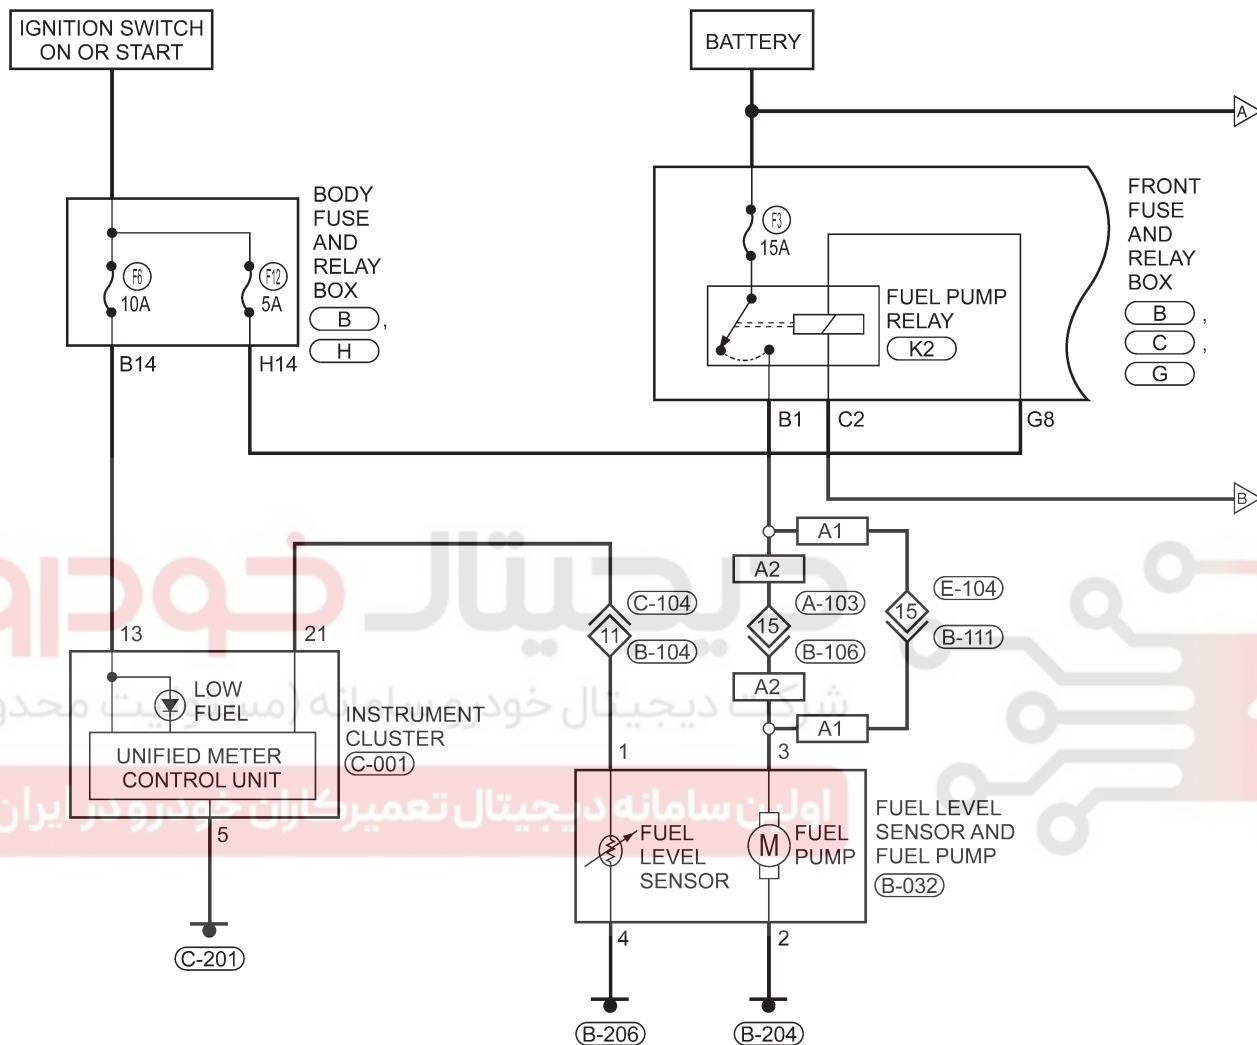 IGNITION SWITCH
ON OR START
BATTERY
A
BODY
FUSE
AND
RELAY
BOX
B ,
H
F6
10A
F12
5A
B14
H14
F3
15A
FUEL PUMP
RELAY
K2
FRONT
FUSE
AND
RELAY
BOX
B ,
C ,
G
B1
C2
G8
B
A1
A2
C-104
11
B-104
A-103
15
B-106
E-104
15
B-111
A2
A1
دیجیتال خودرو
شرکت دیجیتال خودرو سامانه (مسئولیت محدو
اولین سامانه دیجیتال تعمیرکاران خودرو در ایران
13
21
LOW
FUEL
UNIFIED METER
CONTROL UNIT
INSTRUMENT
CLUSTER
C-001
5
C-201
1
3
FUEL
LEVEL
SENSOR
M
FUEL
PUMP
FUEL LEVEL
SENSOR AND
FUEL PUMP
B-032
4
2
B-206
B-204